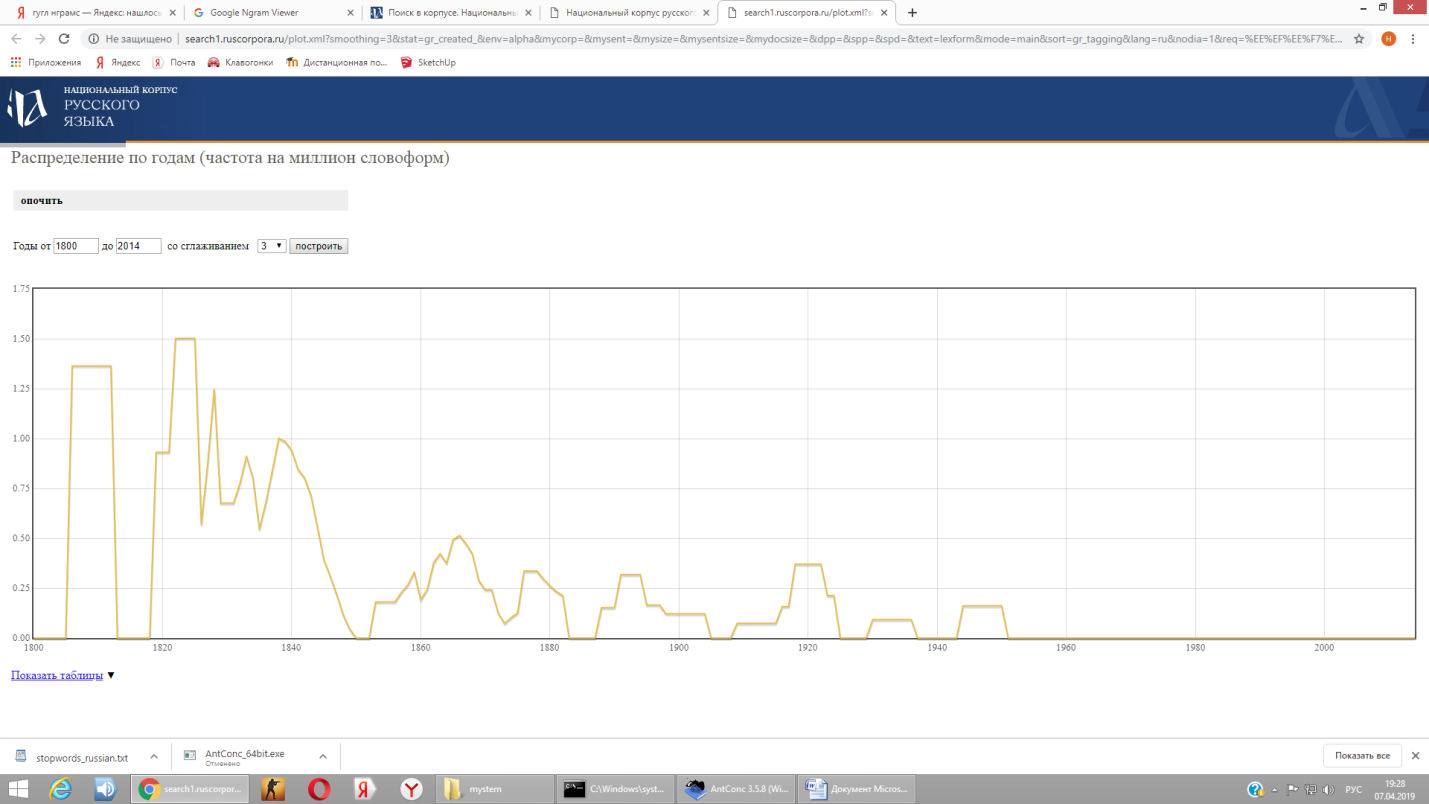 гугл нграмс — Яндекс: нашлось
Google Ngram Viewer
Поиск в корпусе. Национальны
Национальный корпус русского
search1.ruscorpora.ru/plot.xml?s
Не защищено | search1.ruscorpora.ru/plot.xml?smoothing=3&stat=gr_created_&env=alpha&mycorp=&mysent=&mysize=&mysentsize=&mydocsize=&dpp=&spp=&spd=&text=lexform&mode=main&sort=gr_tagging&lang=ru&nodia=1&req=%EE%EF%EE%F7%E...
Н
Приложения Яндекс Почта Клавогонки Дистанционная по... SketchUp
НАЦИОНАЛЬНЫЙ КОРПУС
РУССКОГО
ЯЗЫКА
Распределение по годам (частота на миллион словоформ)
опочить
Годы от 1800 до 2014 со сглаживанием 3 построить
1.75
1.50
1.25
1.00
0.75
0.50
0.25
0.00
1800 1820 1840 1860 1880 1900 1920 1940 1960 1980 2000
Показать таблицы ▼
stopwords_russian.txt
AntConc_64bit.exe
Отменено
Показать все
search1.ruscorpor...
mystem
C:\Windows\syst...
AntConc 3.5.8 (Wi...
Документ Micros...
РУС
19:28
07.04.2019